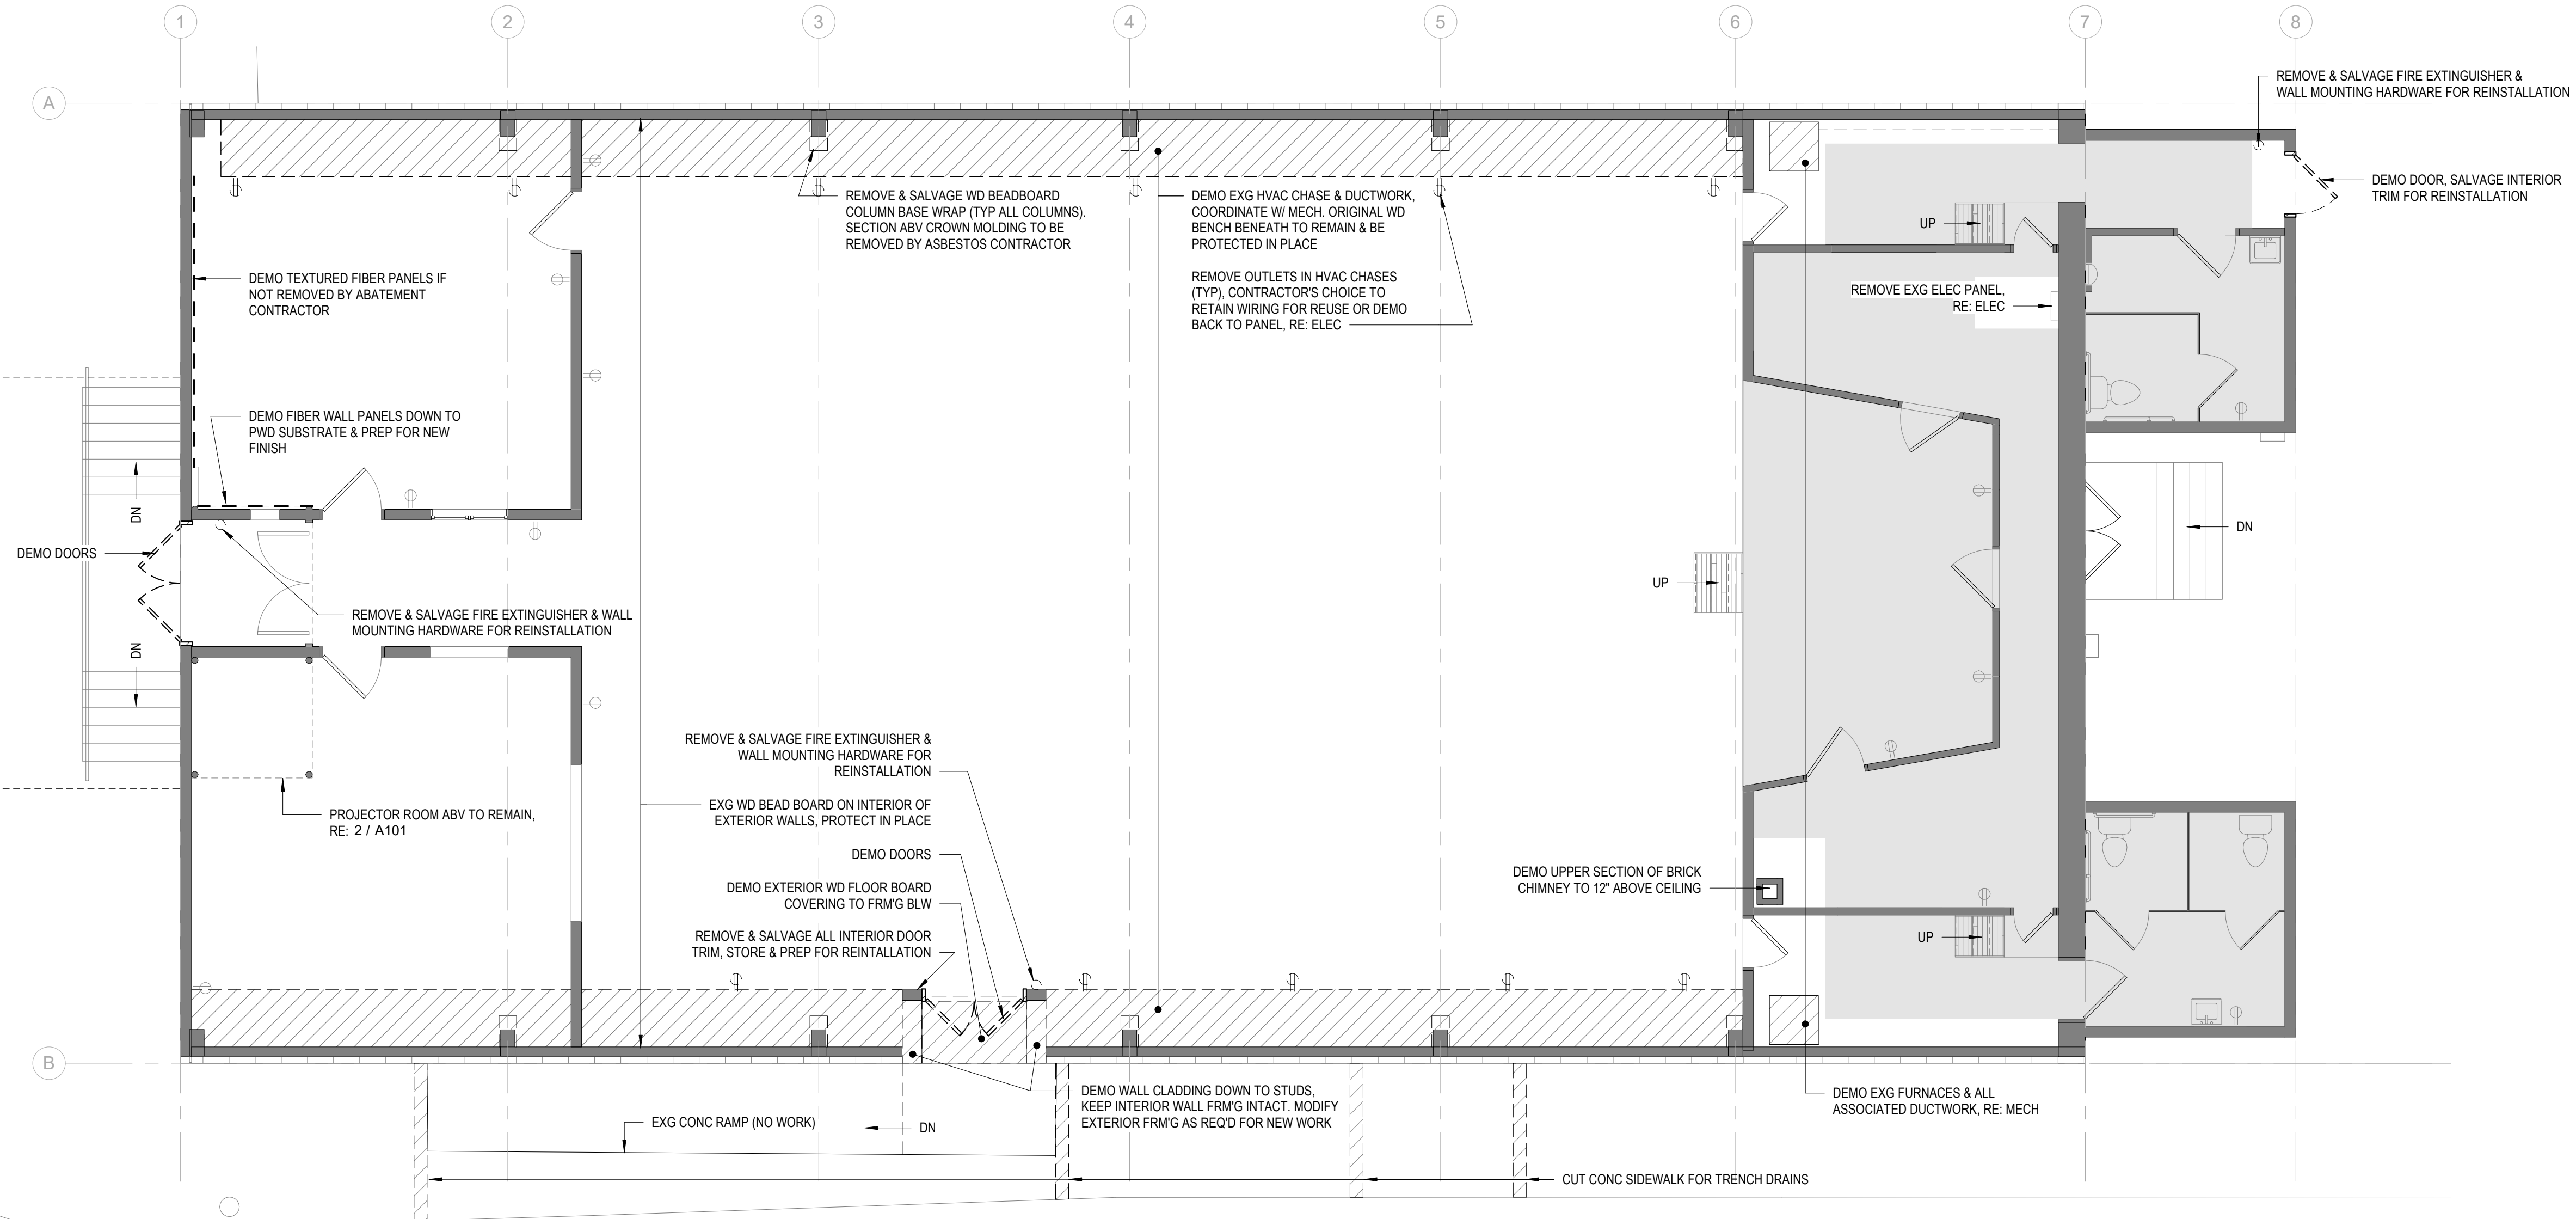 1
2
3
4
5
6
7
8
A
REMOVE & SALVAGE FIRE EXTINGUISHER &
WALL MOUNTING HARDWARE FOR REINSTALLATION
DEMO DOOR, SALVAGE INTERIOR
TRIM FOR REINSTALLATION
REMOVE & SALVAGE WD BEADBOARD
COLUMN BASE WRAP (TYP ALL COLUMNS).
SECTION ABV CROWN MOLDING TO BE
REMOVED BY ASBESTOS CONTRACTOR
DEMO EXG HVAC CHASE & DUCTWORK,
COORDINATE W/ MECH. ORIGINAL WD
BENCH BENEATH TO REMAIN & BE
PROTECTED IN PLACE
UP
DEMO TEXTURED FIBER PANELS IF
NOT REMOVED BY ABATEMENT
CONTRACTOR
REMOVE OUTLETS IN HVAC CHASES
(TYP), CONTRACTOR'S CHOICE TO
RETAIN WIRING FOR REUSE OR DEMO
BACK TO PANEL, RE: ELEC
REMOVE EXG ELEC PANEL,
RE: ELEC
DEMO FIBER WALL PANELS DOWN TO
PWD SUBSTRATE & PREP FOR NEW
FINISH
DN
DEMO DOORS
DN
UP
REMOVE & SALVAGE FIRE EXTINGUISHER & WALL
MOUNTING HARDWARE FOR REINSTALLATION
DN
REMOVE & SALVAGE FIRE EXTINGUISHER &
WALL MOUNTING HARDWARE FOR
REINSTALLATION
EXG WD BEAD BOARD ON INTERIOR OF
EXTERIOR WALLS, PROTECT IN PLACE
PROJECTOR ROOM ABV TO REMAIN,
RE: 2 / A101
DEMO DOORS
DEMO EXTERIOR WD FLOOR BOARD
COVERING TO FRM'G BLW
DEMO UPPER SECTION OF BRICK
CHIMNEY TO 12" ABOVE CEILING
REMOVE & SALVAGE ALL INTERIOR DOOR
TRIM, STORE & PREP FOR REINTALLATION
UP
B
DEMO WALL CLADDING DOWN TO STUDS,
KEEP INTERIOR WALL FRM'G INTACT. MODIFY
EXTERIOR FRM'G AS REQ'D FOR NEW WORK
DEMO EXG FURNACES & ALL
ASSOCIATED DUCTWORK, RE: MECH
EXG CONC RAMP (NO WORK)
DN
CUT CONC SIDEWALK FOR TRENCH DRAINS